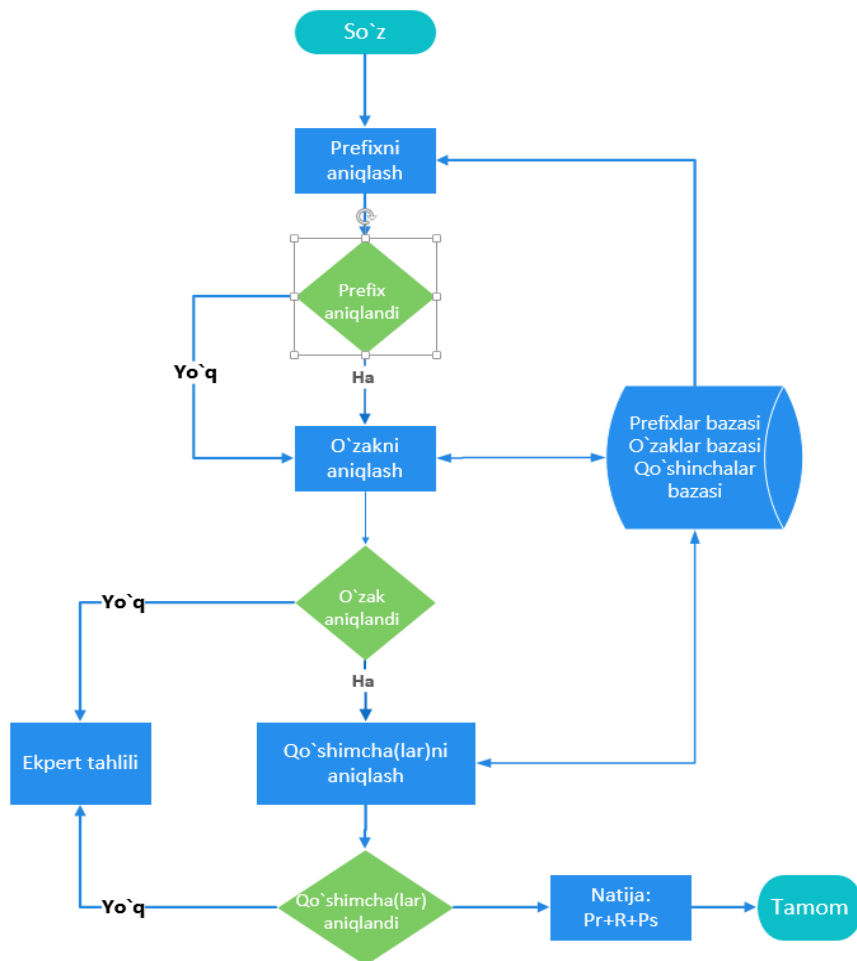 So`z
Prefixni
aniqlash
Prefix
aniqlandi
Yo`q
Ha
O`zakni
aniqlash
Prefixlar bazasi
O`zaklar bazasi
Qo`shinchalar
bazasi
O`zak
aniqlandi
Yo`q
Ha
Ekpert tahlili
Qo`shimcha(lar)ni
aniqlash
Qo`shimcha(lar)
aniqlandi
Yo`q
Natija:
Pr+R+Ps
Tamom